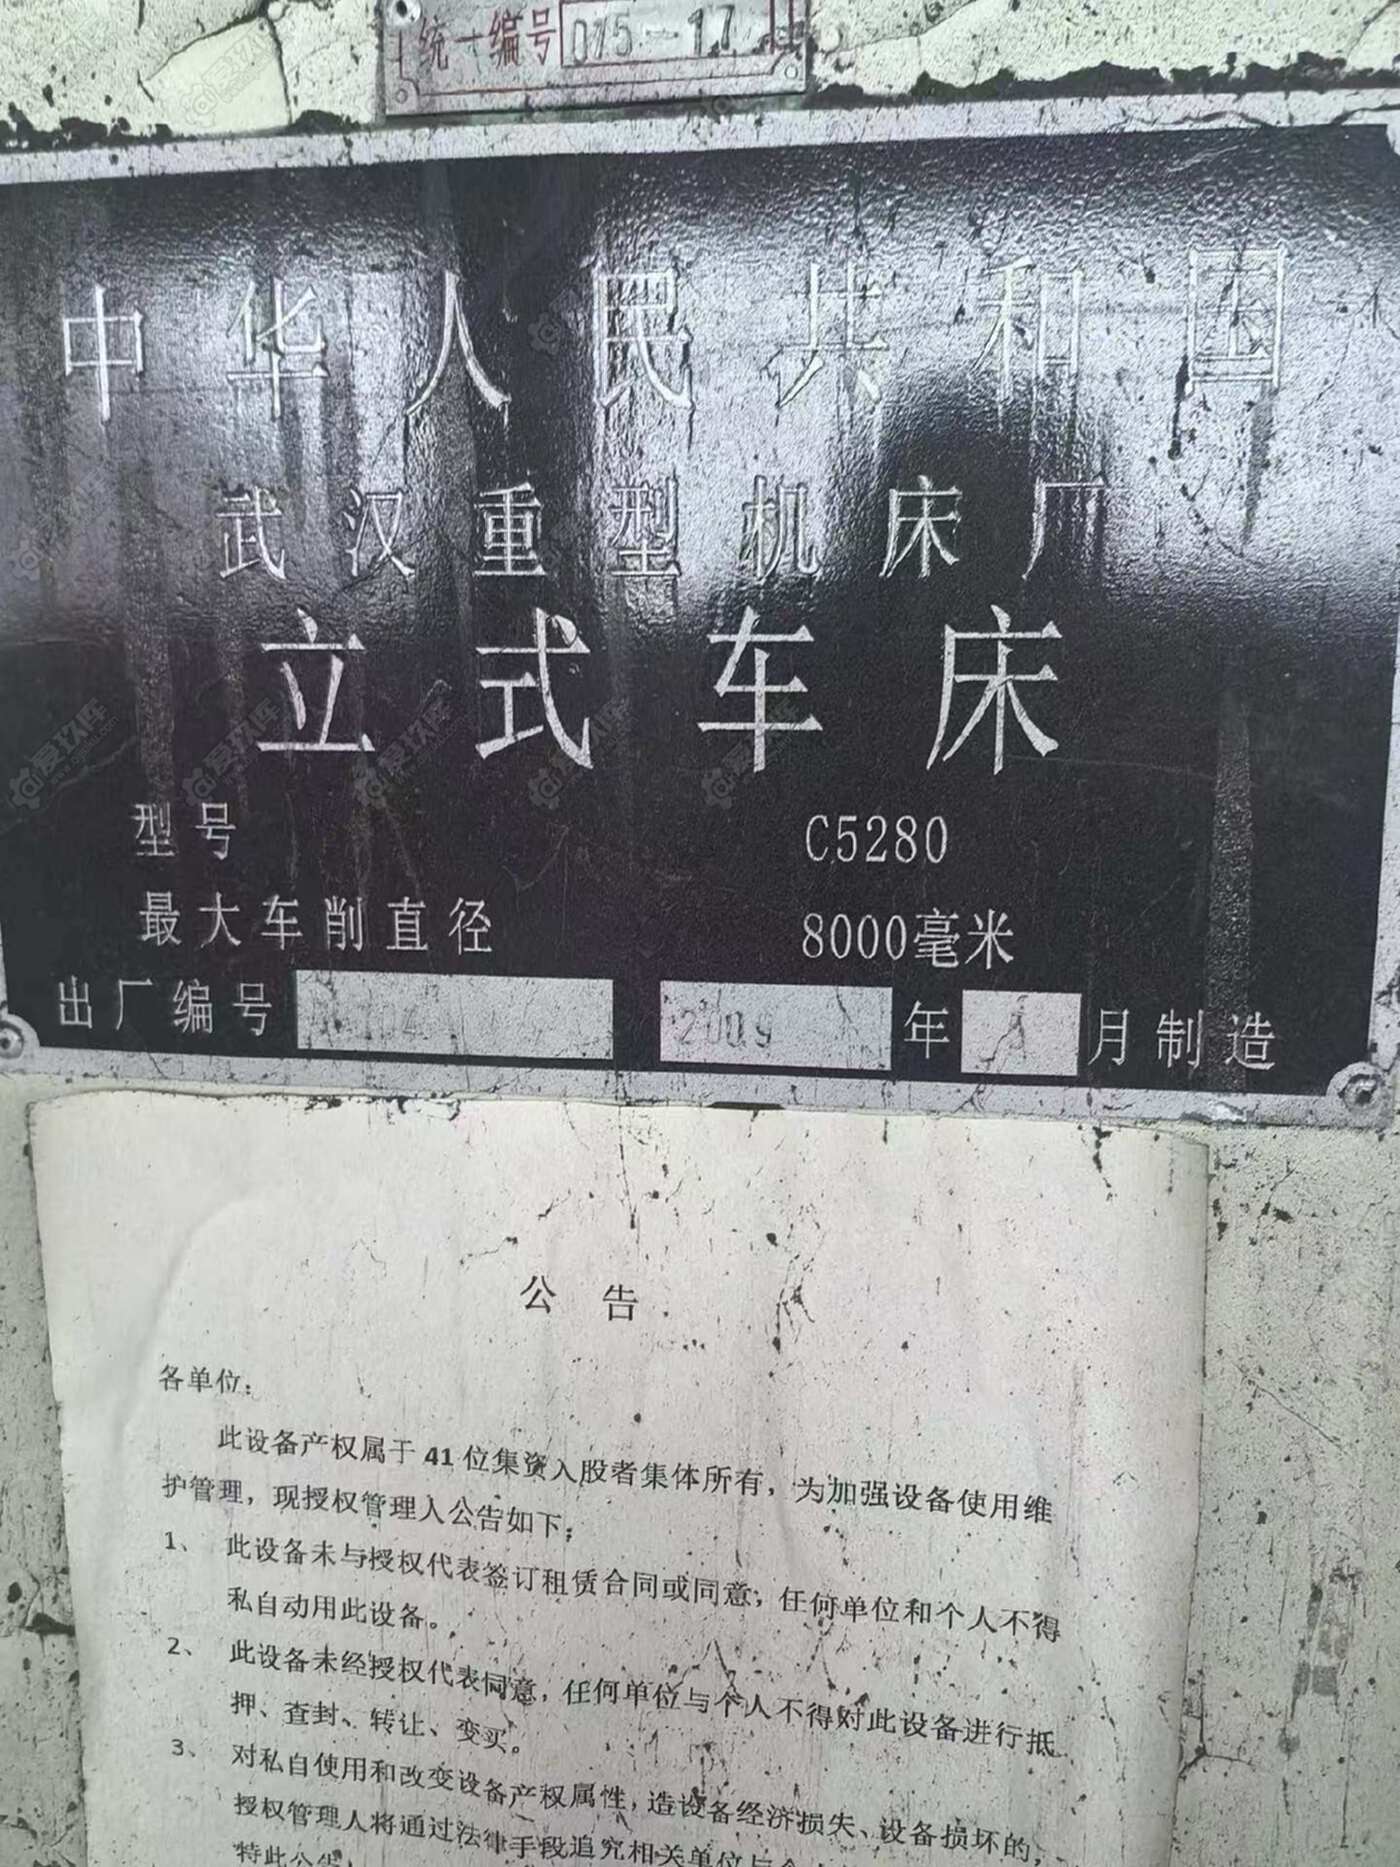 统一编号 075-17
中华人民共和国
武汉重型机床厂
立式车床
型号 C5280
最大车削直径 8000毫米
出厂编号 2009 年 月制造
公告
各单位：
此设备产权属于41位集资入股者集体所有，为加强设备使用维
护管理，现授权管理人公告如下：
1、 此设备未与授权代表签订租赁合同或同意，任何单位和个人不得
私自动用此设备。
2、 此设备未经授权代表同意，任何单位与个人不得对此设备进行抵
押、查封、转让、变买。
3、 对私自使用和改变设备产权属性，造设备经济损失、设备损坏的，
授权管理人将通过法律手段追究相关单位与
特此公告